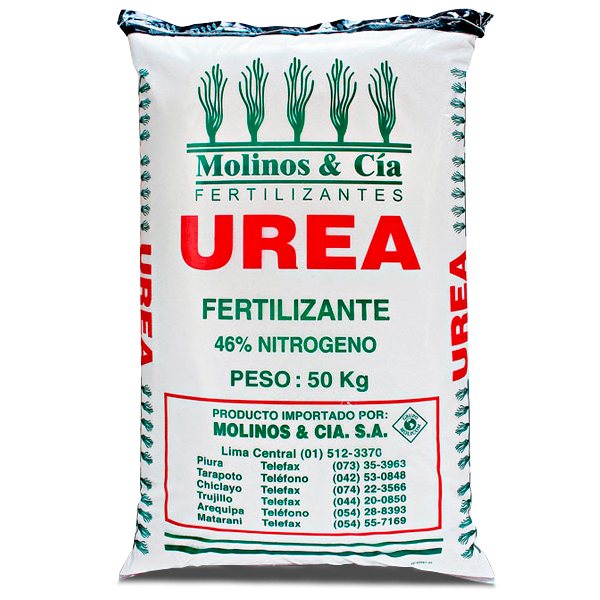 Molinos & Cía
FERTILIZANTES
UREA
UREA
UREA
FERTILIZANTE
46% NITROGENO
PESO : 50 Kg
PRODUCTO IMPORTADO POR:
MOLINOS & CIA. S.A.
GRUPO MOLICOM
Lima Central (01) 512-3370
Piura Telefax (073) 35-3963
Tarapoto Teléfono (042) 53-0848
Chiclayo Telefax (074) 22-3566
Trujillo Telefax (044) 20-0850
Arequipa Teléfono (054) 28-8393
Matarani Telefax (054) 55-7169